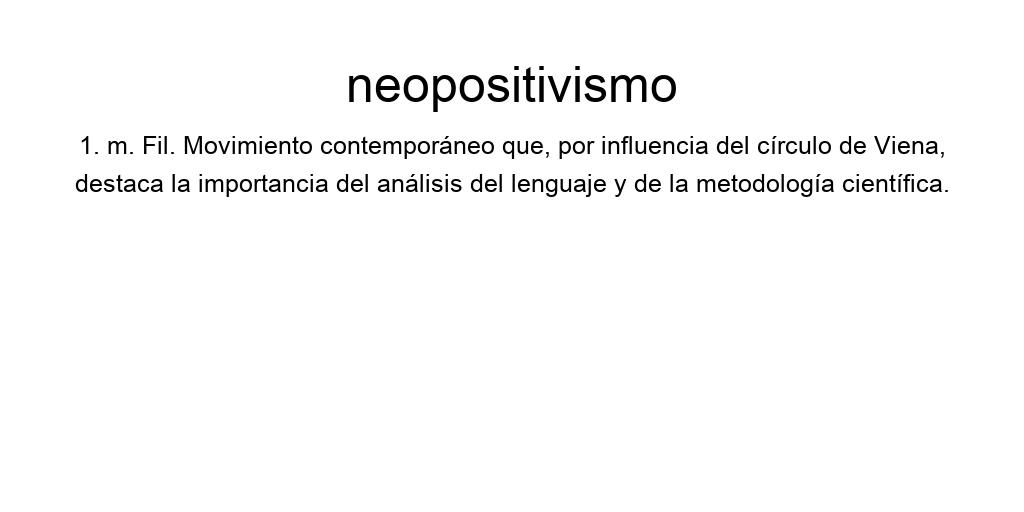 neopositivismo
1. m. Fil. Movimiento contemporáneo que, por influencia del círculo de Viena,
destaca la importancia del análisis del lenguaje y de la metodología científica.